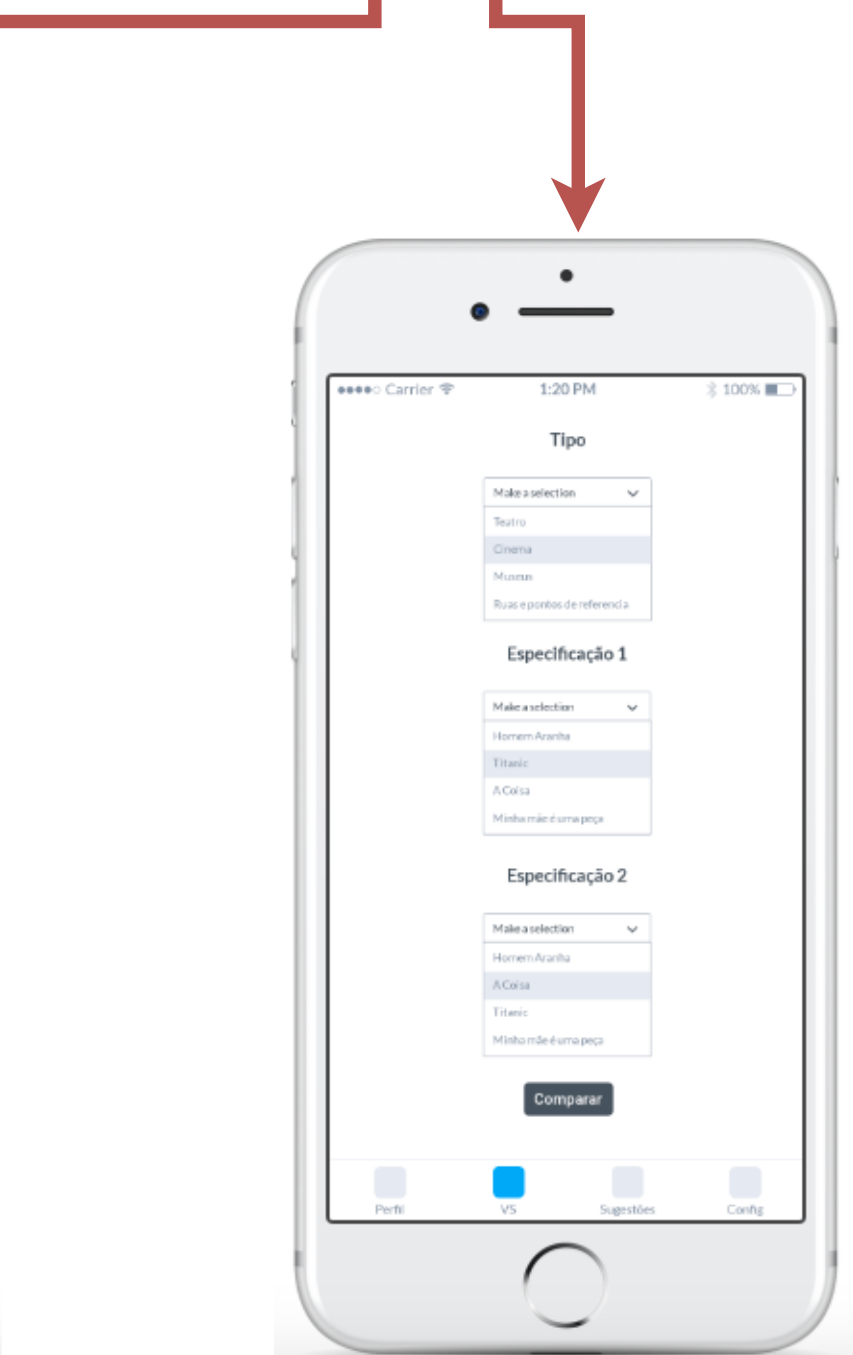 Carrier 1:20 PM 100%
Tipo
Make a selection
Teatro
Cinema
Museus
Ruas e pontos de referencia
Especificação 1
Make a selection
Homem Aranha
Titanic
A Coisa
Minha mãe é uma peça
Especificação 2
Make a selection
Homem Aranha
A Coisa
Titanic
Minha mãe é uma peça
Comparar
Perfil VS Sugestões Config